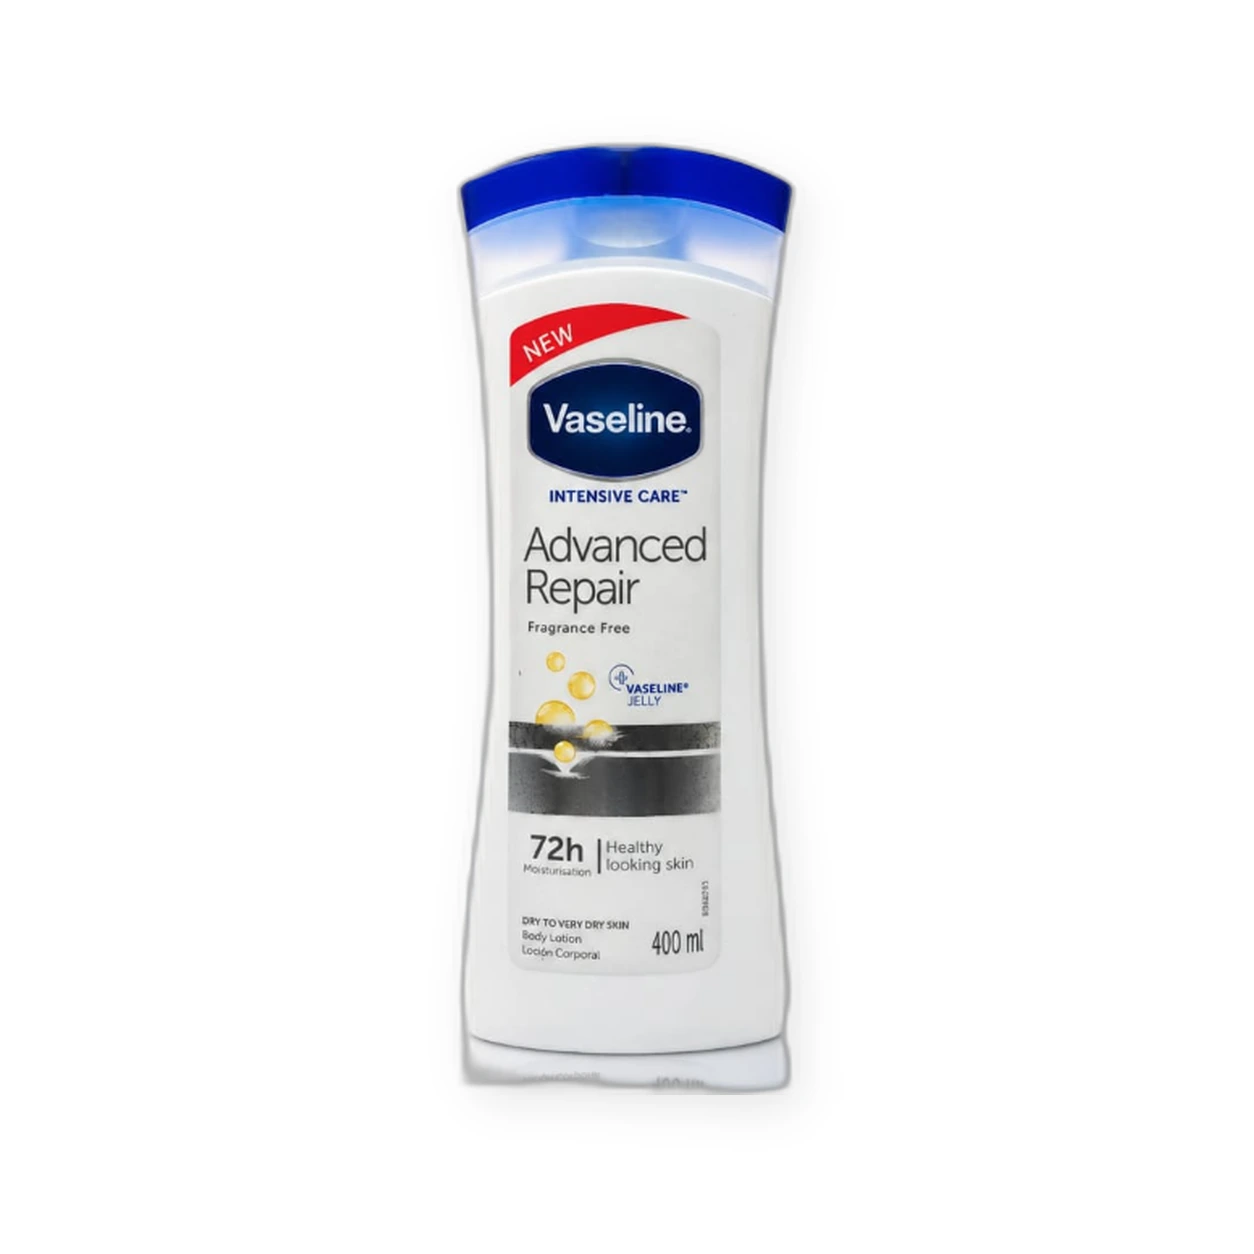 NEW
Vaseline®
INTENSIVE CARE™
Advanced
Repair
Fragrance Free
VASELINE®
JELLY
72h
Moisturisation
Healthy
looking skin
DRY TO VERY DRY SKIN
Body Lotion
Loción Corporal
400 ml